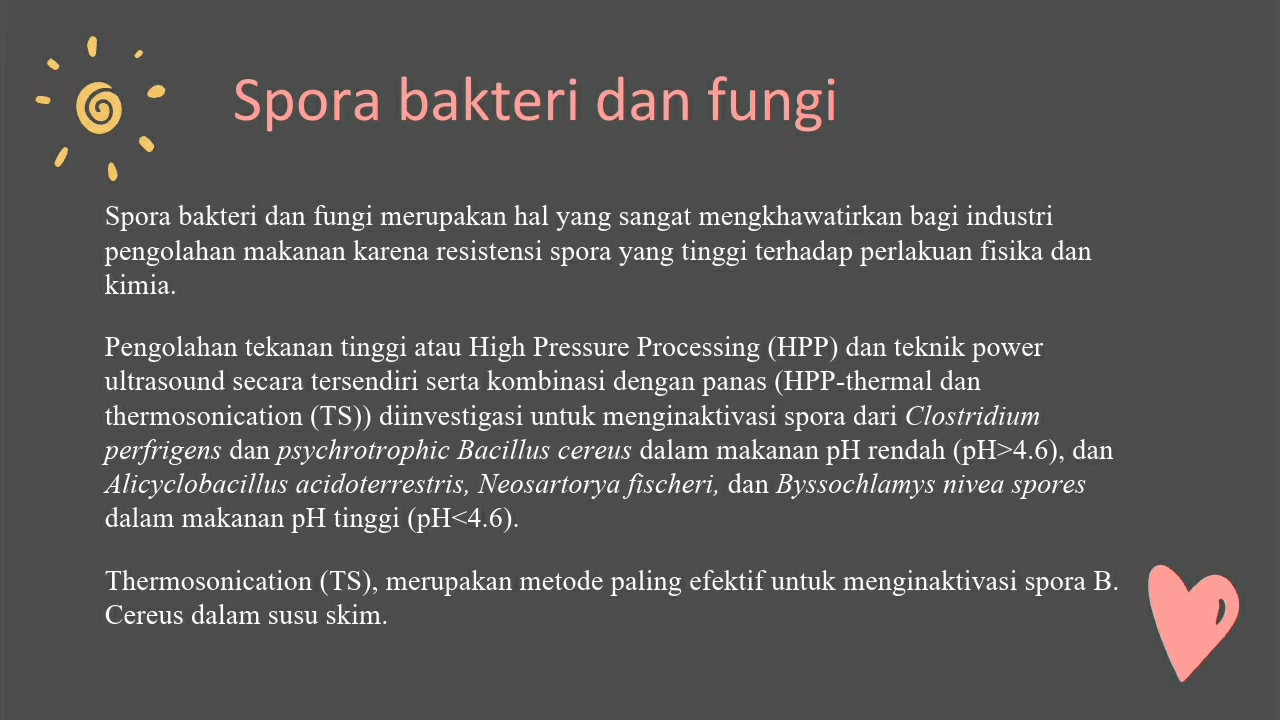 Spora bakteri dan fungi
Spora bakteri dan fungi merupakan hal yang sangat mengkhawatirkan bagi industri
pengolahan makanan karena resistensi spora yang tinggi terhadap perlakuan fisika dan
kimia.
Pengolahan tekanan tinggi atau High Pressure Processing (HPP) dan teknik power
ultrasound secara tersendiri serta kombinasi dengan panas (HPP-thermal dan
thermosonication (TS)) diinvestigasi untuk menginaktivasi spora dari Clostridium
perfrigens dan psychrotrophic Bacillus cereus dalam makanan pH rendah (pH>4.6), dan
Alicyclobacillus acidoterrestris, Neosartorya fischeri, dan Byssochlamys nivea spores
dalam makanan pH tinggi (pH<4.6).
Thermosonication (TS), merupakan metode paling efektif untuk menginaktivasi spora B.
Cereus dalam susu skim.